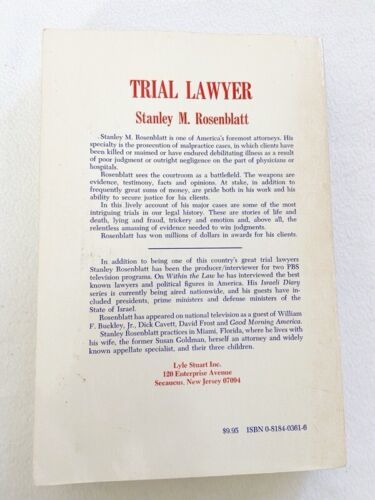 TRIAL LAWYER
Stanley M. Rosenblatt
Stanley M. Rosenblatt is one of America's foremost attorneys. His
specialty is the prosecution of malpractice cases, in which clients have
been killed or maimed or have endured debilitating illness as a result
of poor judgment or outright negligence on the part of physicians or
hospitals.
Rosenblatt sees the courtroom as a battlefield. The weapons are
evidence, testimony, facts and opinions. At stake, in addition to
frequently great sums of money, are pride both in his work and his
ability to secure justice for his clients.
In this lively account of his major cases are some of the most
intriguing trials in our legal history. These are stories of life and
death, lying and fraud, trickery and emotion and, above all, the
relentless amassing of evidence needed to win judgments.
Rosenblatt has won millions of dollars in awards for his clients.
In addition to being one of this country's great trial lawyers
Stanley Rosenblatt has been the producer/interviewer for two PBS
television programs. On Within the Law he has interviewed the best
known lawyers and political figures in America. His Israeli Diary
series is currently being aired nationwide, and his guests have in-
cluded presidents, prime ministers and defense ministers of the
State of Israel.
Rosenblatt has appeared on national television as a guest of William
F. Buckley, Jr., Dick Cavett, David Frost and Good Morning America.
Stanley Rosenblatt practices in Miami, Florida, where he lives with
his wife, the former Susan Goldman, herself an attorney and widely
known appellate specialist, and their three children.
Lyle Stuart Inc.
120 Enterprise Avenue
Secaucus, New Jersey 07094
$9.95 ISBN 0-8184-0361-6